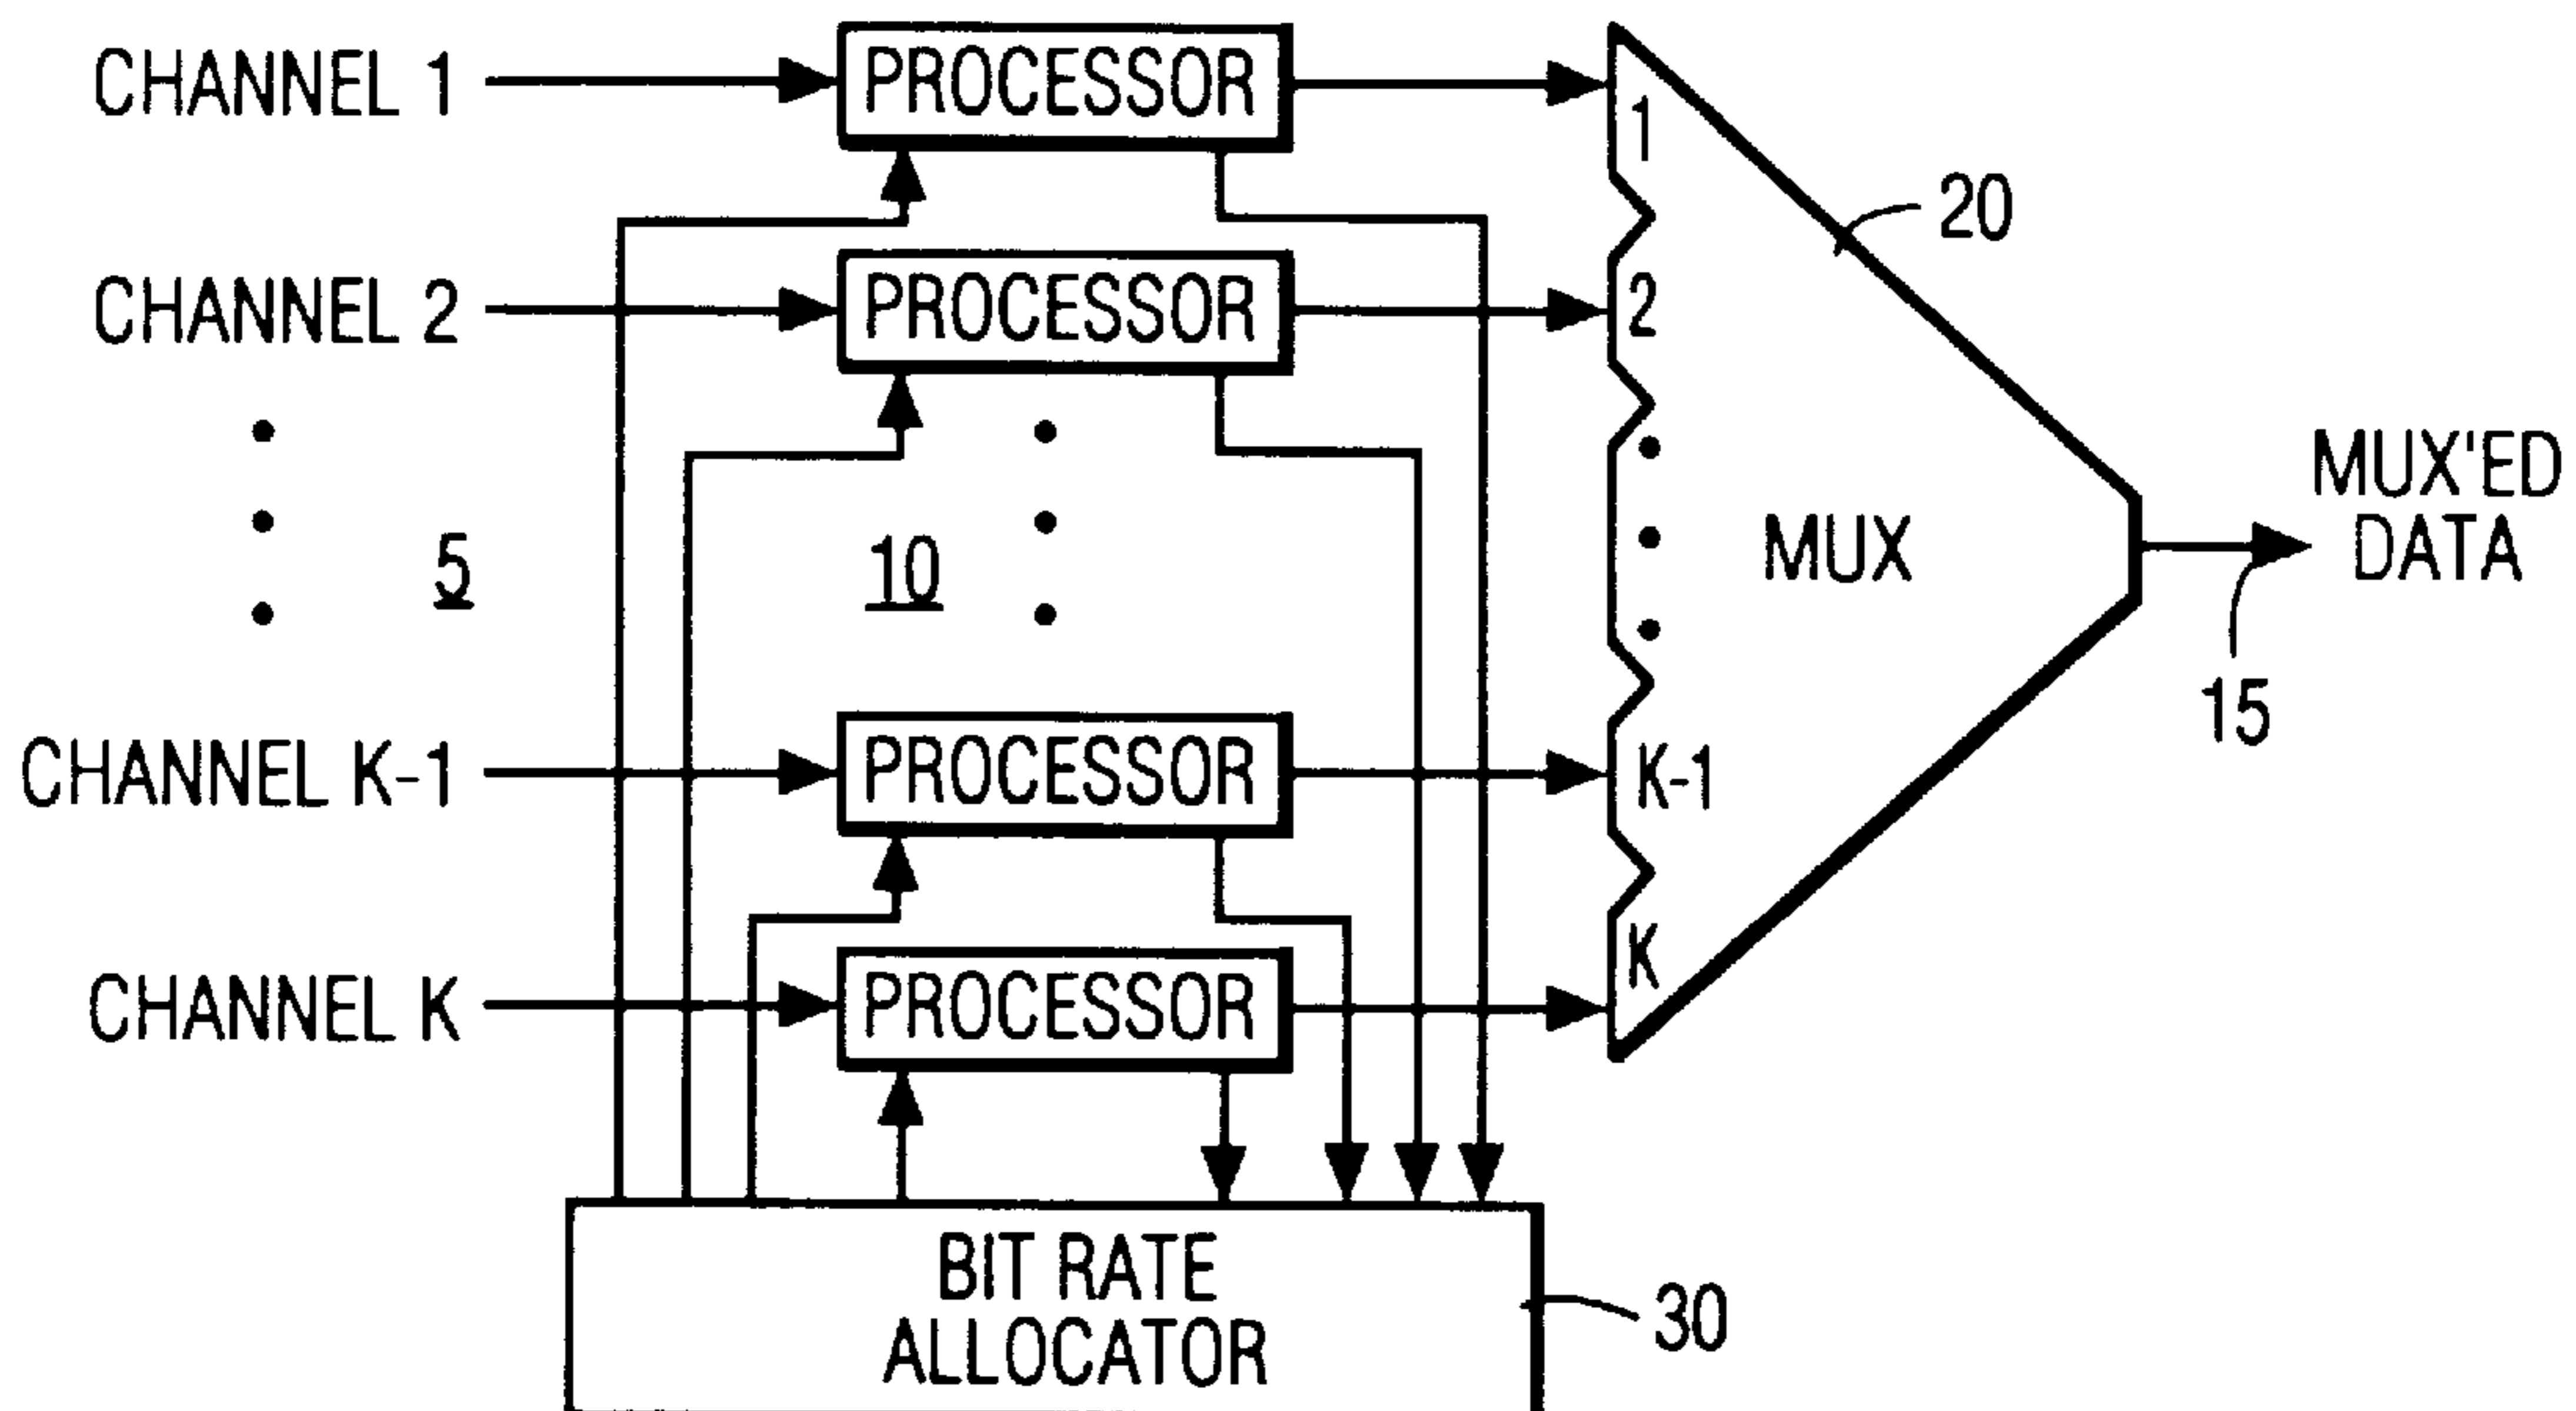 CHANNEL 1
PROCESSOR
1
20
CHANNEL 2
PROCESSOR
2
5
10
MUX
MUX'ED
DATA
15
CHANNEL K-1
PROCESSOR
K-1
CHANNEL K
PROCESSOR
K
BIT RATE
ALLOCATOR
30